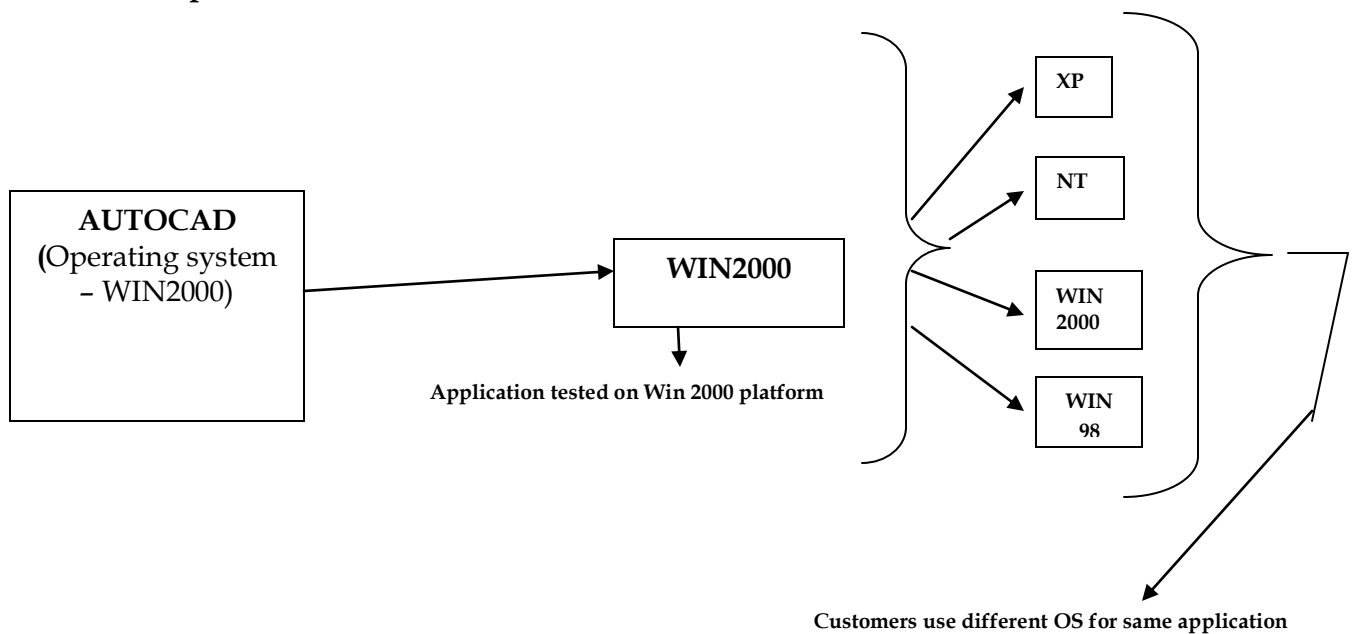 XP
NT
AUTOCAD
(Operating system
– WIN2000)
WIN2000
WIN
2000
Application tested on Win 2000 platform
WIN
98
Customers use different OS for same application